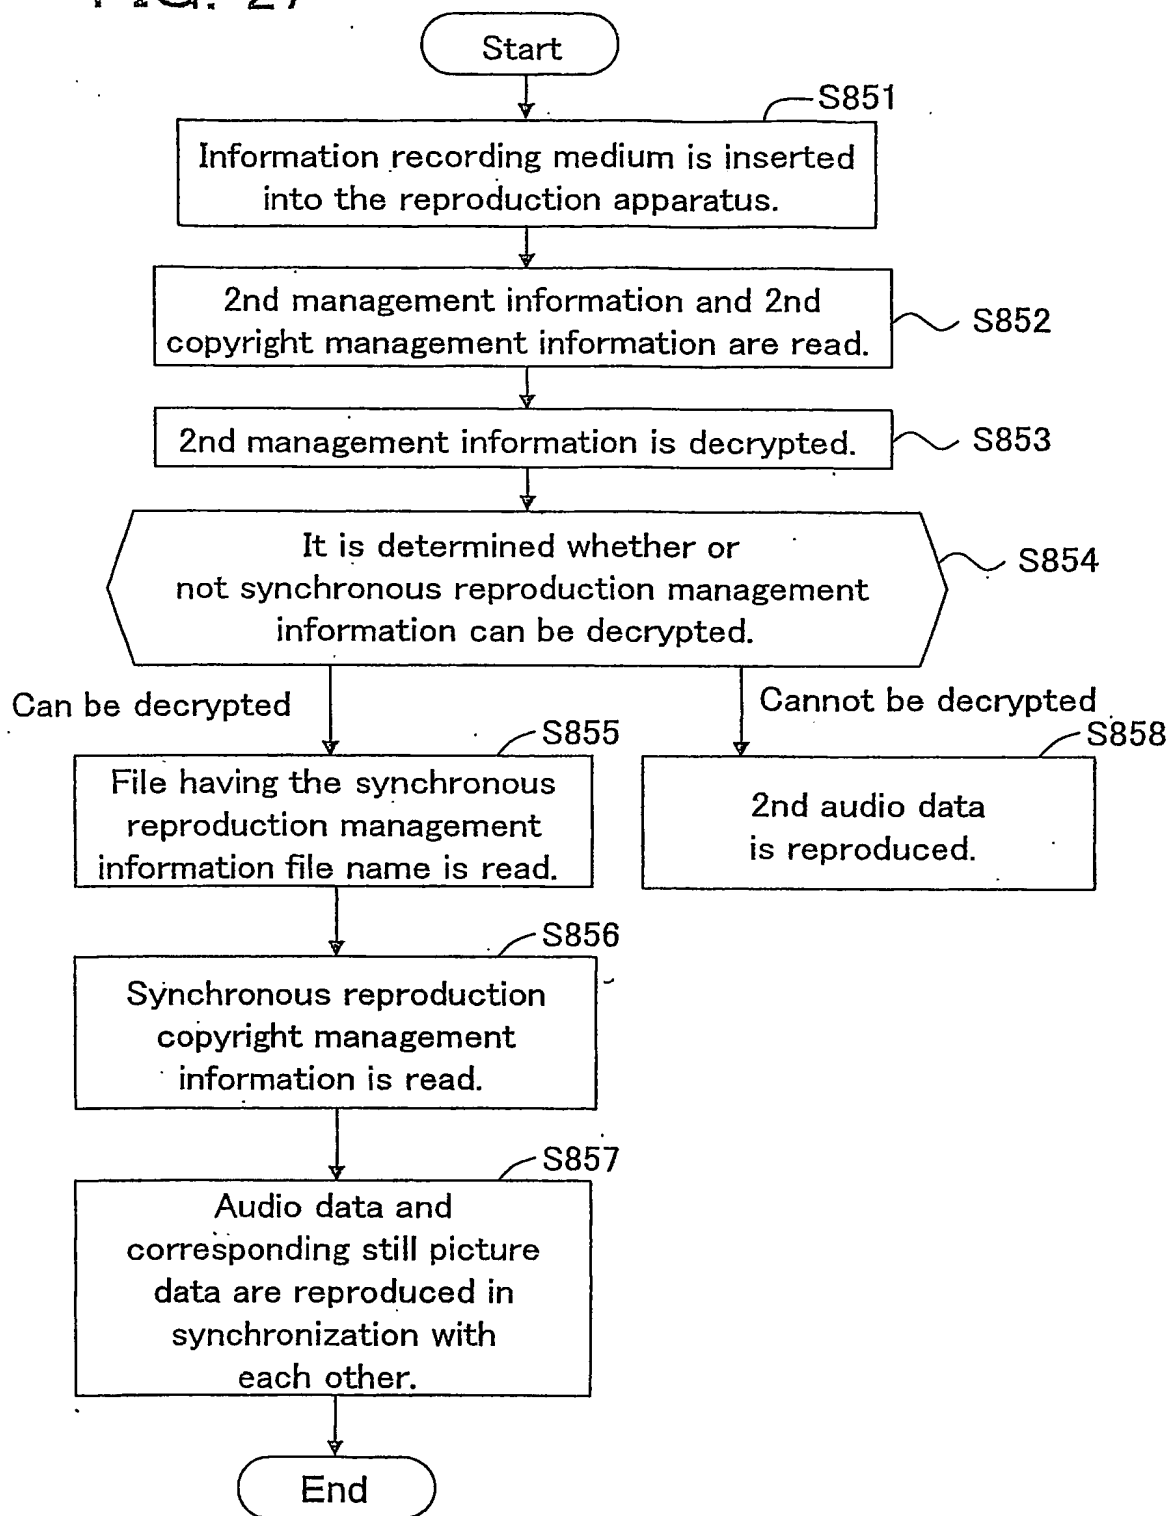 FIG. 27
Start
S851
Information recording medium is inserted
into the reproduction apparatus.
2nd management information and 2nd
copyright management information are read.
S852
2nd management information is decrypted.
S853
It is determined whether or
not synchronous reproduction management
information can be decrypted.
S854
Can be decrypted
Cannot be decrypted
S855
File having the synchronous
reproduction management
information file name is read.
S858
2nd audio data
is reproduced.
S856
Synchronous reproduction
copyright management
information is read.
S857
Audio data and
corresponding still picture
data are reproduced in
synchronization with
each other.
End